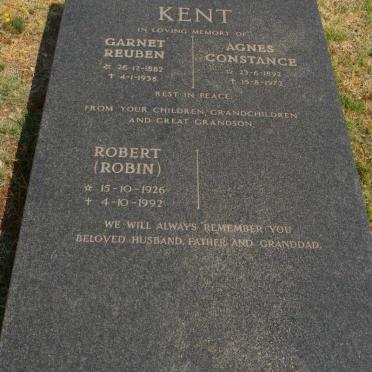 KENT
IN LOVING MEMORY OF
GARNET
REUBEN
☆ 26-12-1882
✝ 4-1-1938
AGNES
CONSTANCE
☆ 23-6-1892
✝ 15-8-1972
REST IN PEACE
FROM YOUR CHILDREN, GRANDCHILDREN
AND GREAT GRANDSON.
ROBERT
(ROBIN)
☆ 15-10-1926
✝ 4-10-1992
WE WILL ALWAYS REMEMBER YOU
BELOVED HUSBAND, FATHER AND GRANDDAD.